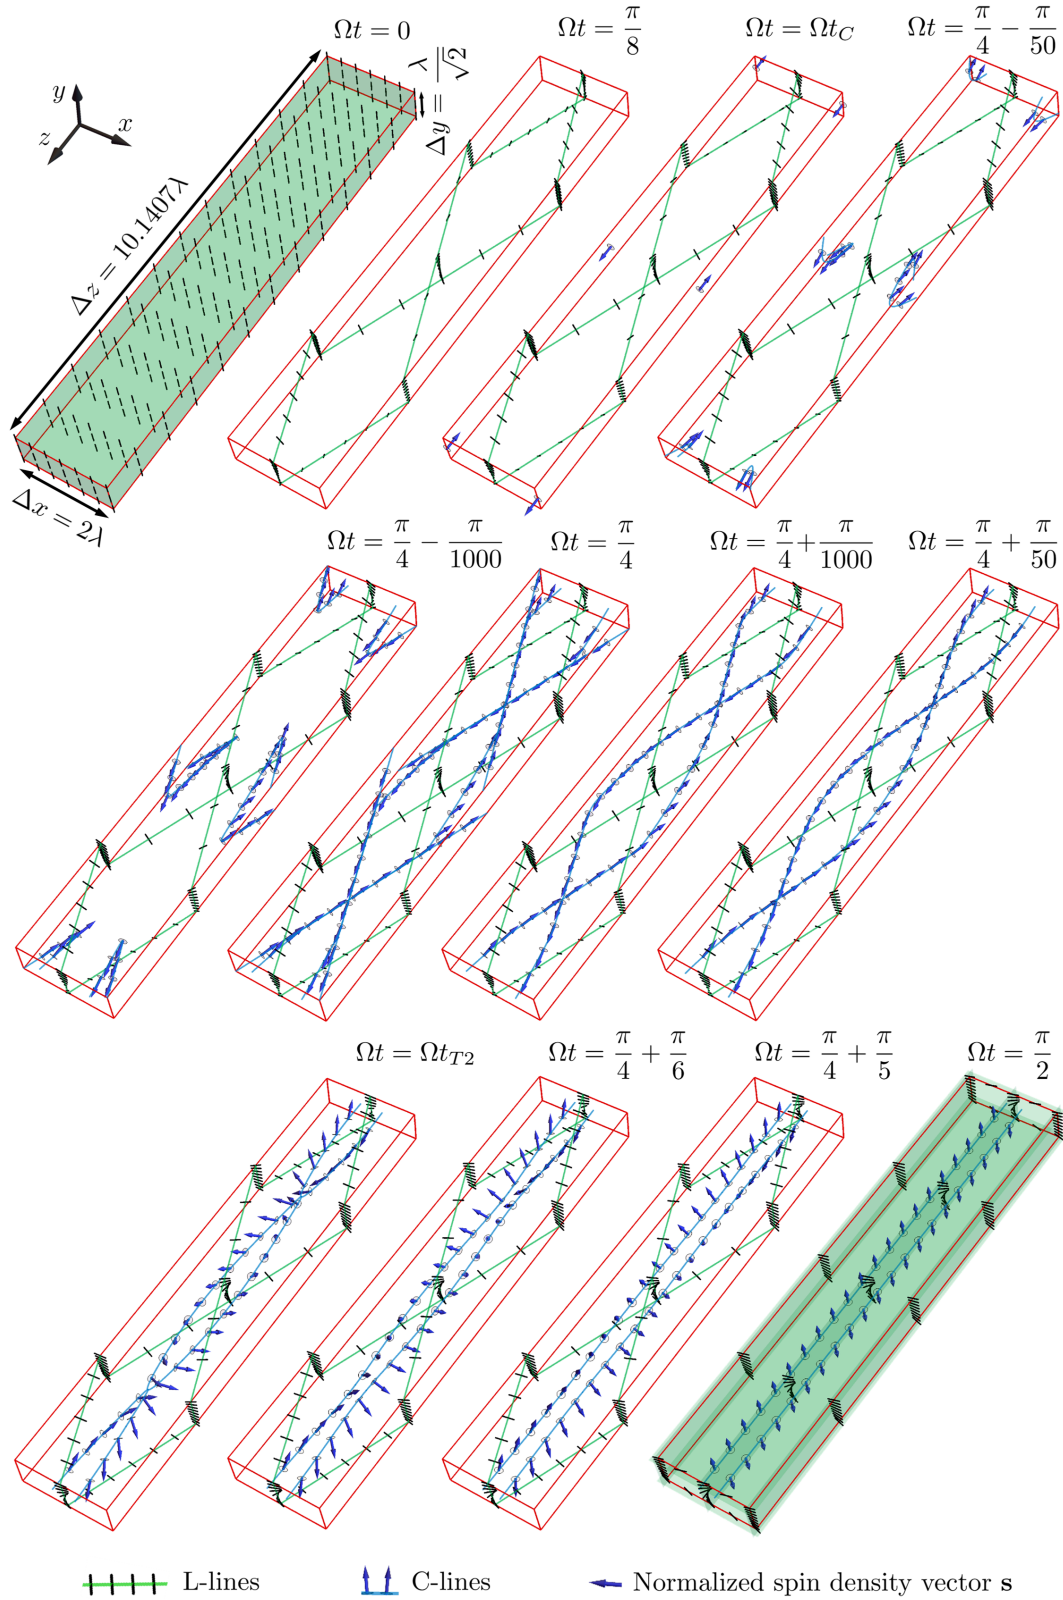 Ωt = 0
Ωt = π/8
Ωt = Ωt_C
Ωt = π/4 − π/50
y
x
z
Δz = 10.1407λ
Δy = λ/√2
Δx = 2λ
Ωt = π/4 − π/1000
Ωt = π/4
Ωt = π/4 + π/1000
Ωt = π/4 + π/50
Ωt = Ωt_{T2}
Ωt = π/4 + π/6
Ωt = π/4 + π/5
Ωt = π/2
L-lines
C-lines
Normalized spin density vector s